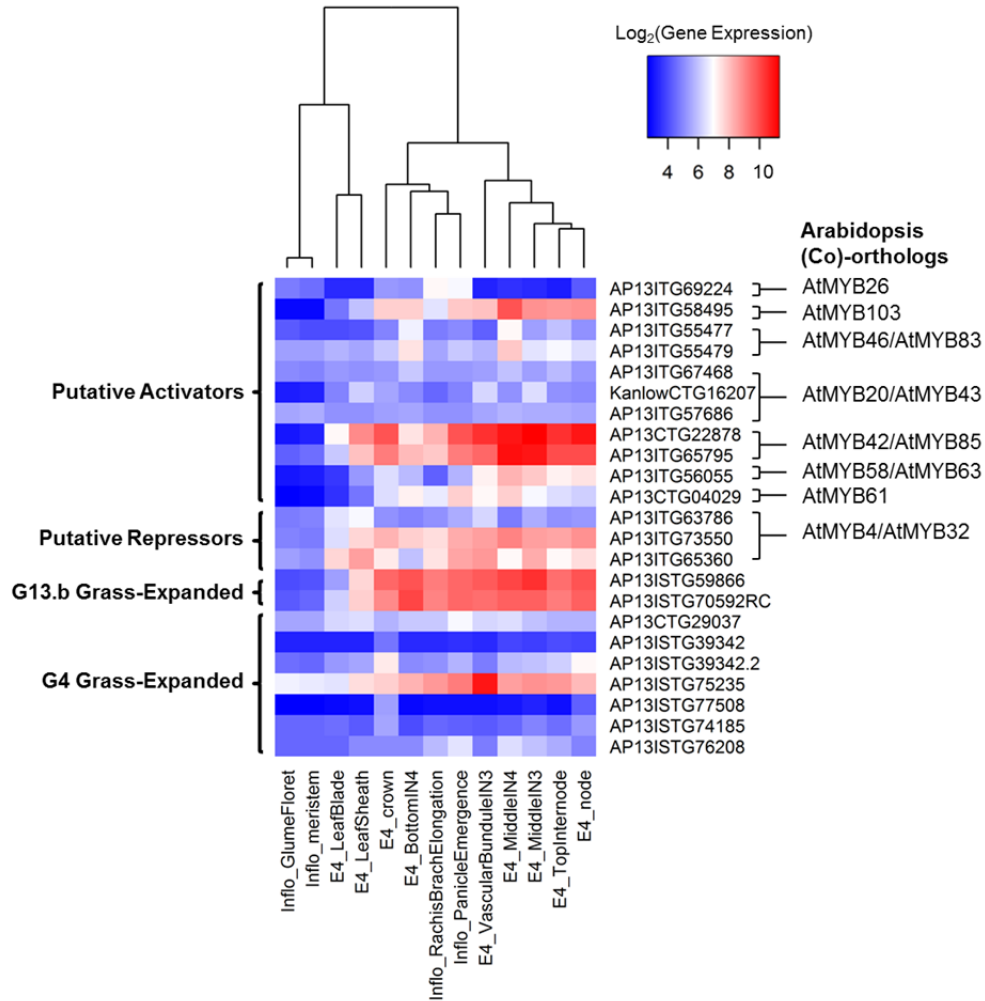 Log₂(Gene Expression)
4 6 8 10
Arabidopsis
(Co)-orthologs
Putative Activators
Putative Repressors
G13.b Grass-Expanded
G4 Grass-Expanded
AP13ITG69224
AP13ITG58495
AP13ITG55477
AP13ITG55479
AP13ITG67468
KanlowCTG16207
AP13ITG57686
AP13CTG22878
AP13ITG65795
AP13ITG56055
AP13CTG04029
AP13ITG63786
AP13ITG73550
AP13ITG65360
AP13ISTG59866
AP13ISTG70592RC
AP13CTG29037
AP13ISTG39342
AP13ISTG39342.2
AP13ISTG75235
AP13ISTG77508
AP13ISTG74185
AP13ISTG76208
AtMYB26
AtMYB103
AtMYB46/AtMYB83
AtMYB20/AtMYB43
AtMYB42/AtMYB85
AtMYB58/AtMYB63
AtMYB61
AtMYB4/AtMYB32
Inflo_GlumeFloret
Inflo_meristem
E4_LeafBlade
E4_LeafSheath
E4_crown
E4_BottomIN4
Inflo_RachisBrachElongation
Inflo_PanicleEmergence
E4_VascularBunduleIN3
E4_MiddleIN4
E4_MiddleIN3
E4_TopInternode
E4_node